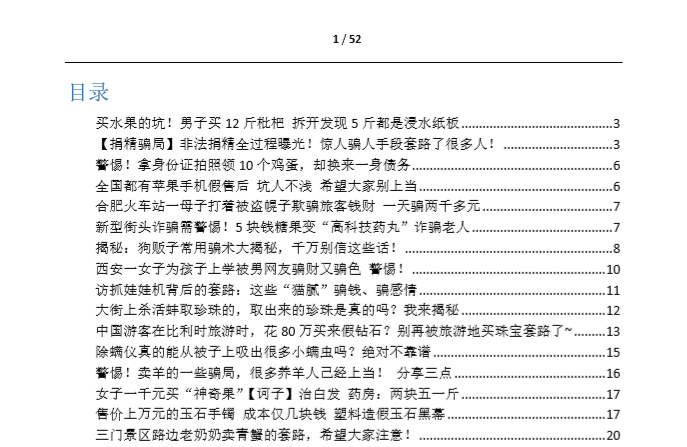 1 / 52
目录
买水果的坑！男子买 12 斤枇杷 拆开发现 5 斤都是浸水纸板........................................3
【捐精骗局】非法捐精全过程曝光！惊人骗人手段套路了很多人！..............................3
警惕！拿身份证拍照领 10 个鸡蛋，却换来一身债务....................................................6
全国都有苹果手机假售后 坑人不浅 希望大家别上当...................................................6
合肥火车站一母子打着被盗幌子欺骗旅客钱财 一天骗两千多元...................................7
新型街头诈骗需警惕！5 块钱糖果变“高科技药丸”诈骗老人......................................7
揭秘：狗贩子常用骗术大揭秘，千万别信这些话！.......................................................8
西安一女子为孩子上学被男网友骗财又骗色 警惕！...................................................10
访抓娃娃机背后的套路：这些“猫腻”骗钱、骗感情..................................................11
大街上杀活蚌取珍珠的，取出来的珍珠是真的吗？我来揭秘.......................................12
中国游客在比利时旅游时，花 80 万买来假钻石？别再被旅游地买珠宝套路了~.........13
除螨仪真的能从被子上吸出很多小螨虫吗？绝对不靠谱..............................................15
警惕！卖羊的一些骗局，很多养羊人己经上当！ 分享三点.........................................16
女子一千元买“神奇果”【诃子】治白发 药房：两块五一斤.......................................17
售价上万元的玉石手镯 成本仅几块钱 塑料造假玉石黑幕..........................................17
三门景区路边老奶奶卖青蟹的套路，希望大家注意！.................................................20